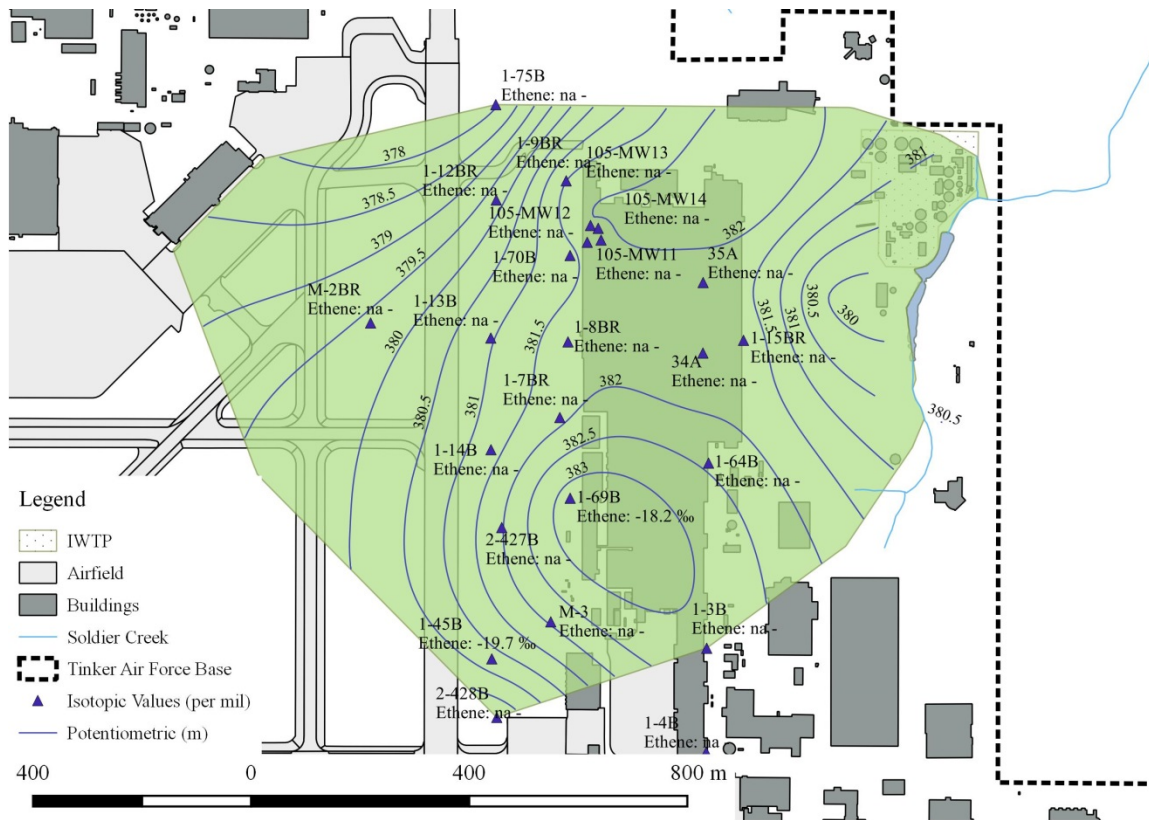 1-75B
Ethene: na -
1-9BR
Ethene: na -
105-MW13
Ethene: na -
378
1-12BR
Ethene: na -
381
378.5
105-MW12
Ethene: na -
105-MW14
Ethene: na -
382
379
1-70B
Ethene: na -
105-MW11
Ethene: na -
379.5
35A
Ethene: na -
M-2BR
Ethene: na -
1-13B
Ethene: na -
380.5
380
381
381.5
381.5
1-8BR
Ethene: na -
1-15BR
Ethene: na -
380
34A
Ethene: na -
1-7BR
Ethene: na -
382
380.5
381
380.5
382.5
1-14B
Ethene: na -
383
1-64B
Ethene: na -
1-69B
Ethene: -18.2 ‰
2-427B
Ethene: na -
M-3
Ethene: na -
1-3B
Ethene: na -
1-45B
Ethene: -19.7 ‰
2-428B
Ethene: na -
1-4B
Ethene: na
Legend
IWTP
Airfield
Buildings
Soldier Creek
Tinker Air Force Base
Isotopic Values (per mil)
Potentiometric (m)
400 0 400 800 m